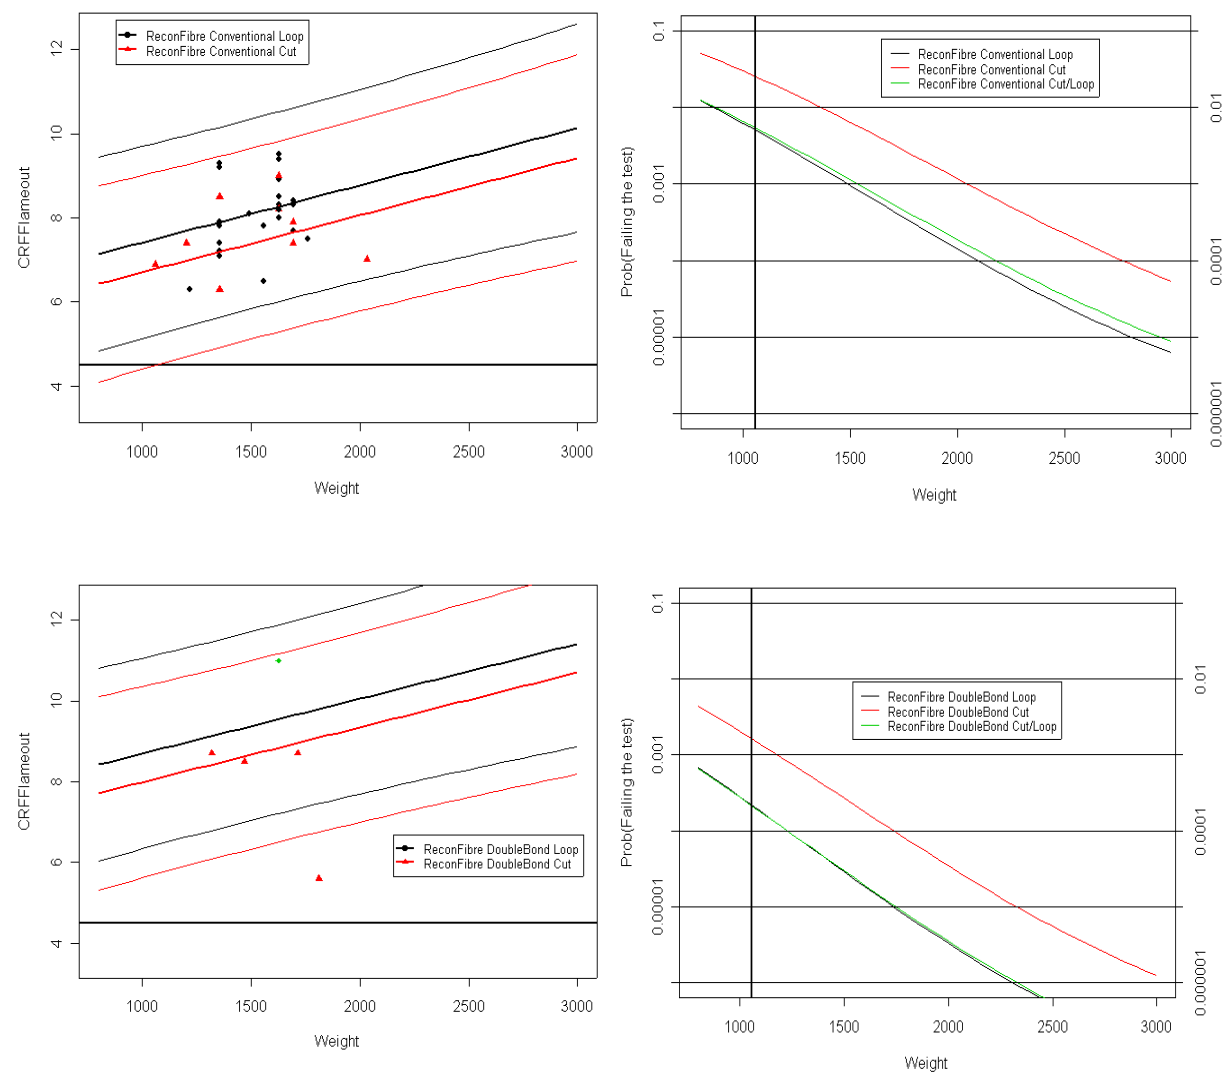 ReconFibre Conventional Loop
ReconFibre Conventional Cut
CRFFlameout
4
6
8
10
12
1000
1500
2000
2500
3000
Weight
ReconFibre Conventional Loop
ReconFibre Conventional Cut
ReconFibre Conventional Cut/Loop
Prob(Failing the test)
0.1
0.001
0.00001
0.01
0.0001
0.000001
1000
1500
2000
2500
3000
Weight
CRFFlameout
4
6
8
10
12
ReconFibre DoubleBond Loop
ReconFibre DoubleBond Cut
1000
1500
2000
2500
3000
Weight
ReconFibre DoubleBond Loop
ReconFibre DoubleBond Cut
ReconFibre DoubleBond Cut/Loop
Prob(Failing the test)
0.1
0.001
0.00001
0.01
0.0001
0.000001
1000
1500
2000
2500
3000
Weight